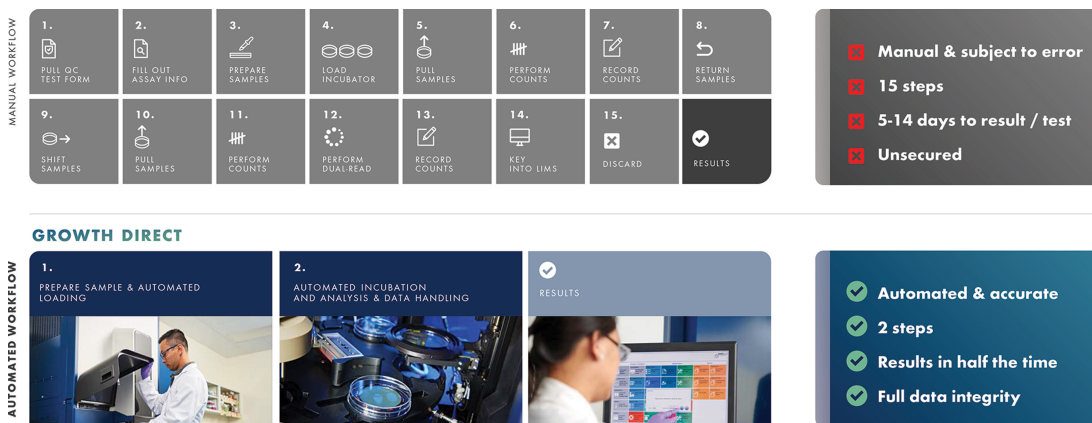 MANUAL WORKFLOW
1.
PULL QC
TEST FORM
2.
FILL OUT
ASSAY INFO
3.
PREPARE
SAMPLES
4.
LOAD
INCUBATOR
5.
PULL
SAMPLES
6.
PERFORM
COUNTS
7.
RECORD
COUNTS
8.
RETURN
SAMPLES
9.
SHIFT
SAMPLES
10.
PULL
SAMPLES
11.
PERFORM
COUNTS
12.
PERFORM
DUAL-READ
13.
RECORD
COUNTS
14.
KEY
INTO LIMS
15.
DISCARD
RESULTS
Manual & subject to error
15 steps
5-14 days to result / test
Unsecured
GROWTH DIRECT
AUTOMATED WORKFLOW
1.
PREPARE SAMPLE & AUTOMATED
LOADING
2.
AUTOMATED INCUBATION
AND ANALYSIS & DATA HANDLING
RESULTS
Automated & accurate
2 steps
Results in half the time
Full data integrity